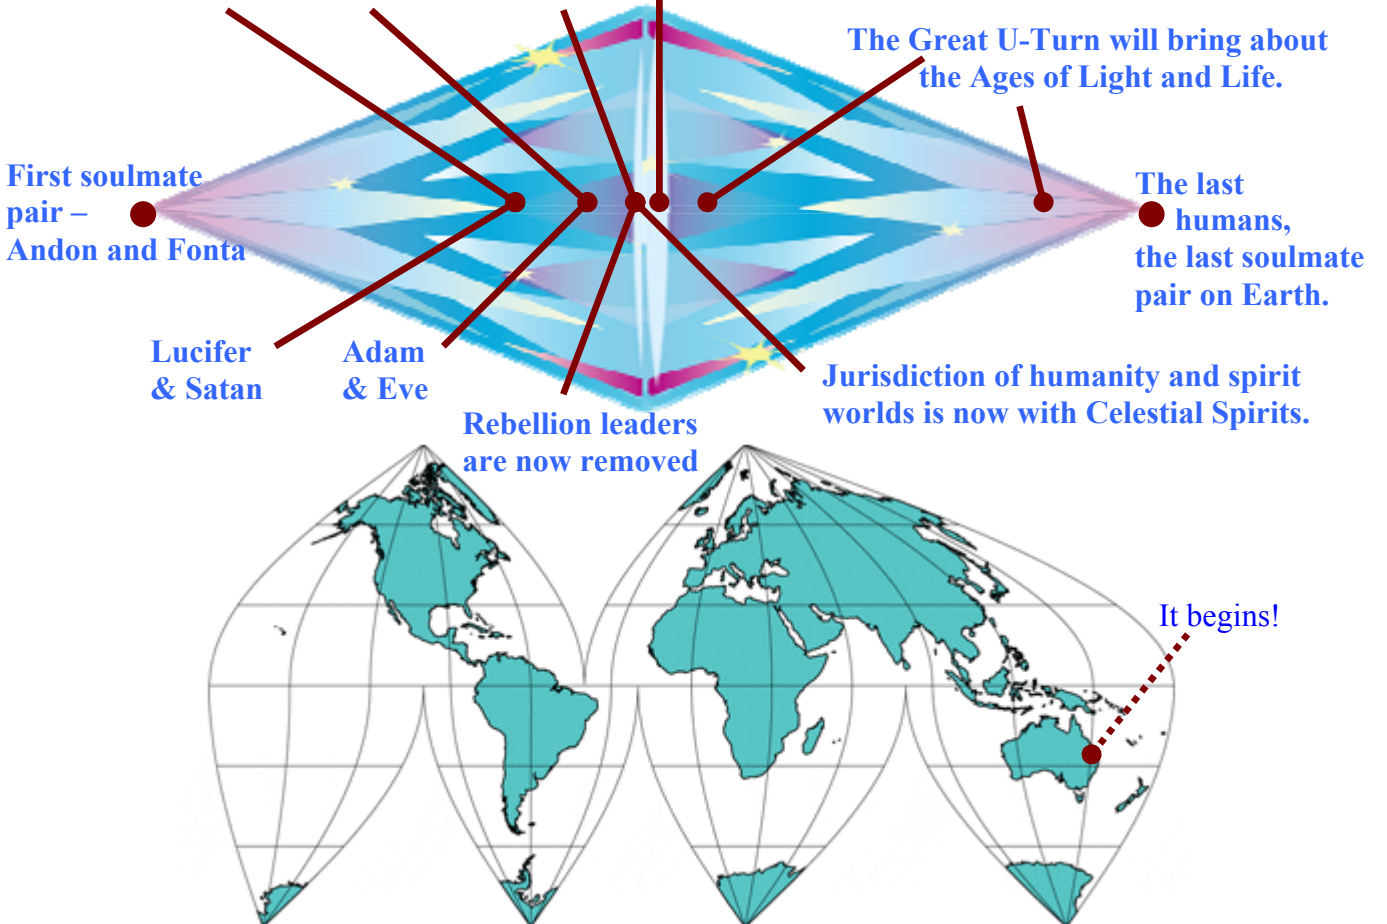 The Great U-Turn will bring about
the Ages of Light and Life.
First soulmate
pair –
Andon and Fonta
The last
humans,
the last soulmate
pair on Earth.
Lucifer
& Satan
Adam
& Eve
Rebellion leaders
are now removed
Jurisdiction of humanity and spirit
worlds is now with Celestial Spirits.
It begins!